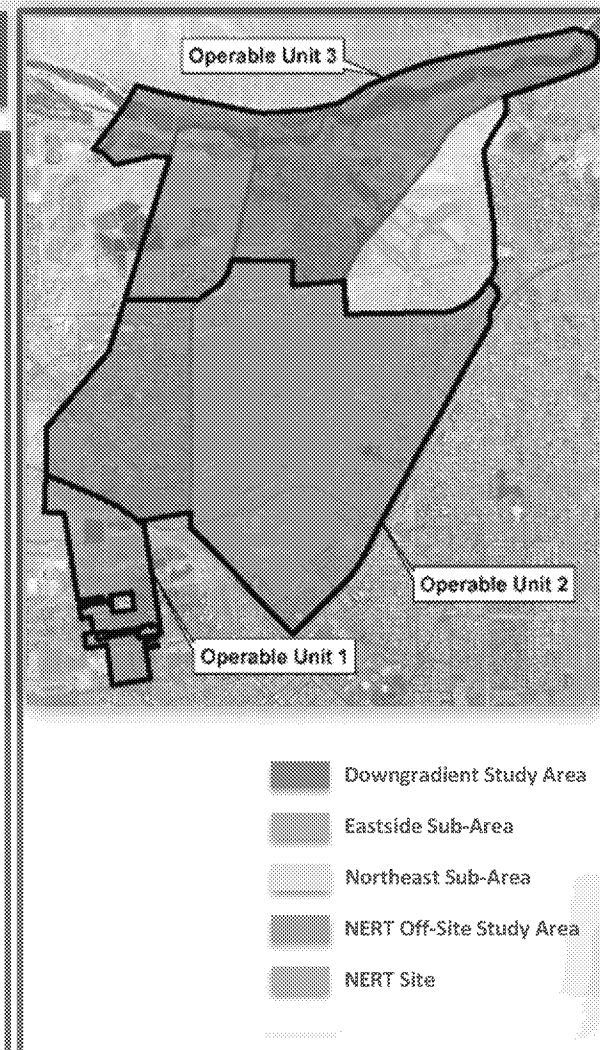 Operable Unit 3
Operable Unit 2
Operable Unit 1
Downgradient Study Area
Eastside Sub-Area
Northeast Sub-Area
NERT Off-Site Study Area
NERT Site